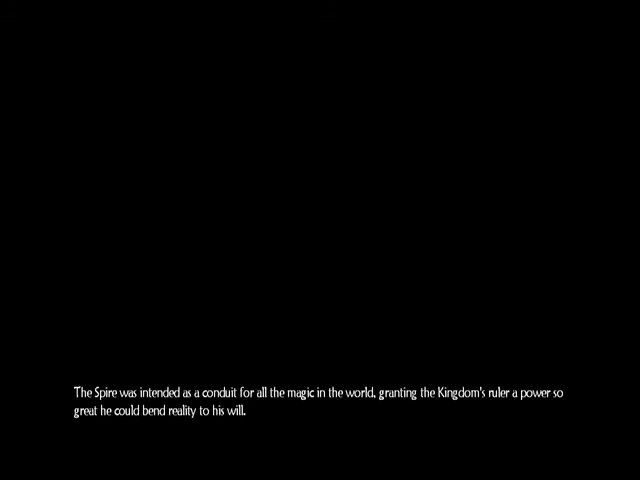 The Spire was intended as a conduit for all the magic in the world, granting the Kingdom's ruler a power so
great he could bend reality to his will.